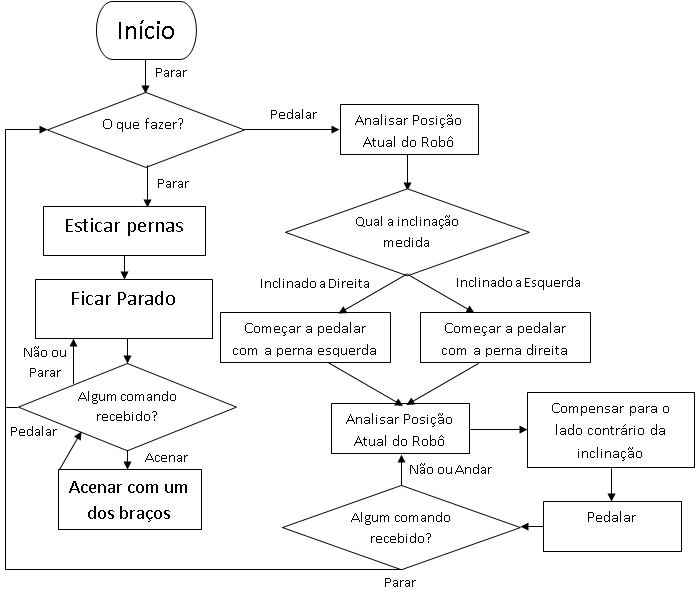 Início
Parar
O que fazer?
Pedalar
Analisar Posição
Atual do Robô
Parar
Esticar pernas
Qual a inclinação
medida
Inclinado a Direita
Inclinado a Esquerda
Ficar Parado
Começar a pedalar
com a perna esquerda
Começar a pedalar
com a perna direita
Não ou
Parar
Algum comando
recebido?
Pedalar
Analisar Posição
Atual do Robô
Compensar para o
lado contrário da
inclinação
Acenar
Não ou Andar
Acenar com um
dos braços
Algum comando
recebido?
Pedalar
Parar